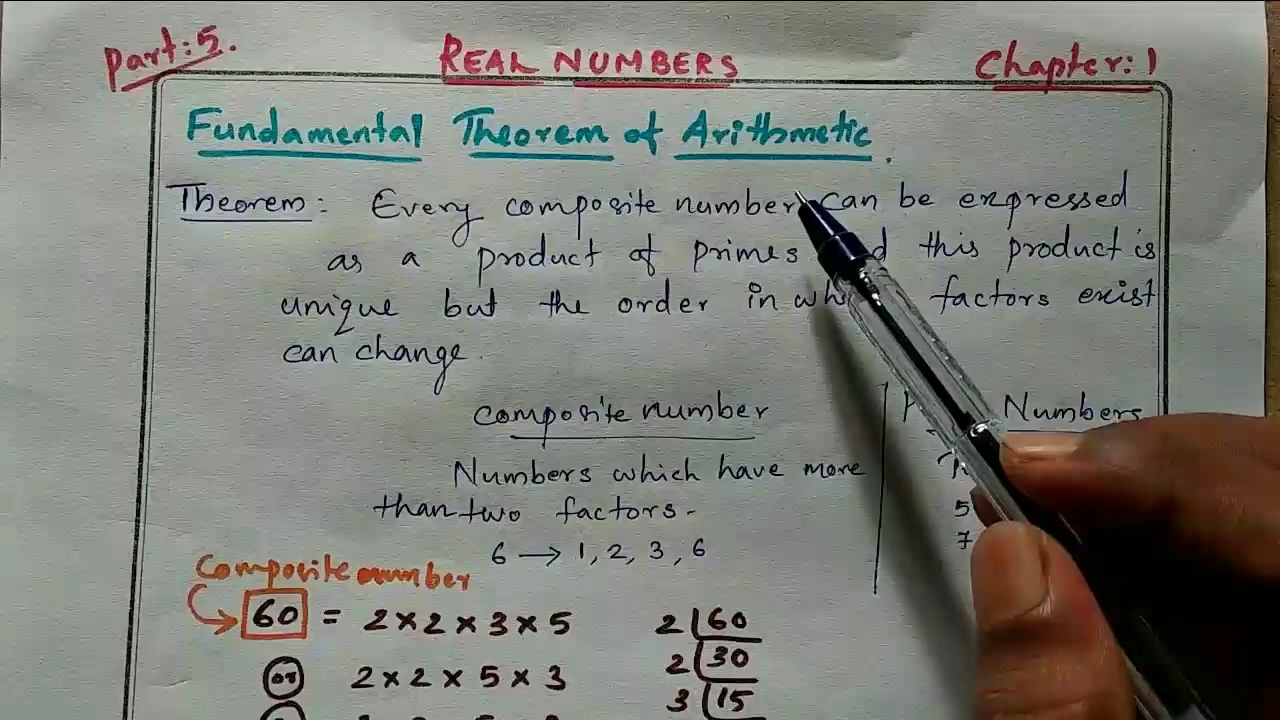 Part:5.
REAL NUMBERS
Chapter:1
Fundamental Theorem of Arithmetic.
Theorem: Every composite number can be expressed
as a product of primes this product is
unique but the order in factors exist
can change.
composite number
Numbers which have more
than two factors.
6 → 1, 2, 3, 6
Numbers
5
7
Composite number
60 = 2×2×3×5
or 2×2×5×3
2 60
2 30
3 15